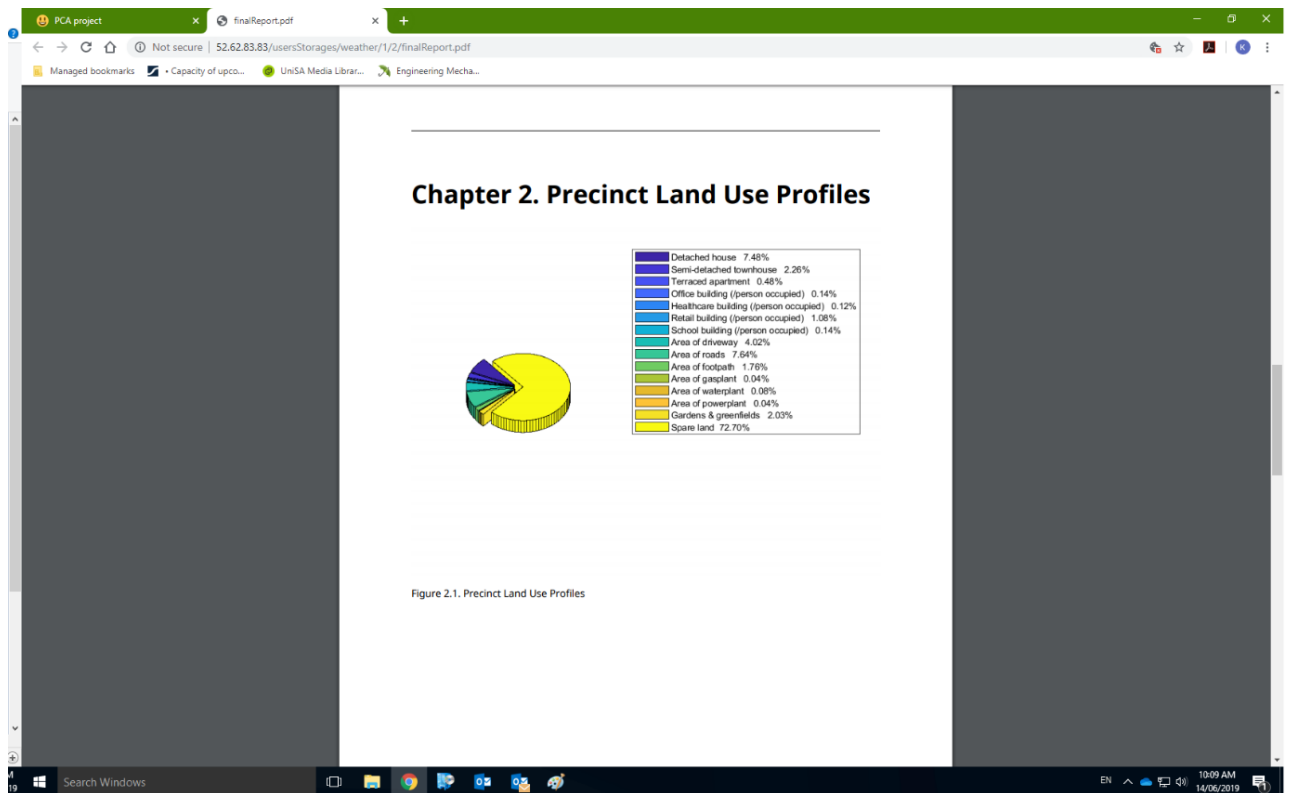 PCA project
finalReport.pdf
Not secure | 52.62.83.83/usersStorages/weather/1/2/finalReport.pdf
K
Managed bookmarks
• Capacity of upco...
UniSA Media Librar...
Engineering Mecha...
Chapter 2. Precinct Land Use Profiles
Detached house 7.48%
Semi-detached townhouse 2.26%
Terraced apartment 0.48%
Office building (/person occupied) 0.14%
Healthcare building (/person occupied) 0.12%
Retail building (/person occupied) 1.08%
School building (/person occupied) 0.14%
Area of driveway 4.02%
Area of roads 7.64%
Area of footpath 1.76%
Area of gasplant 0.04%
Area of waterplant 0.08%
Area of powerplant 0.04%
Gardens & greenfields 2.03%
Spare land 72.70%
Figure 2.1. Precinct Land Use Profiles
M
19
Search Windows
EN
10:09 AM
14/06/2019